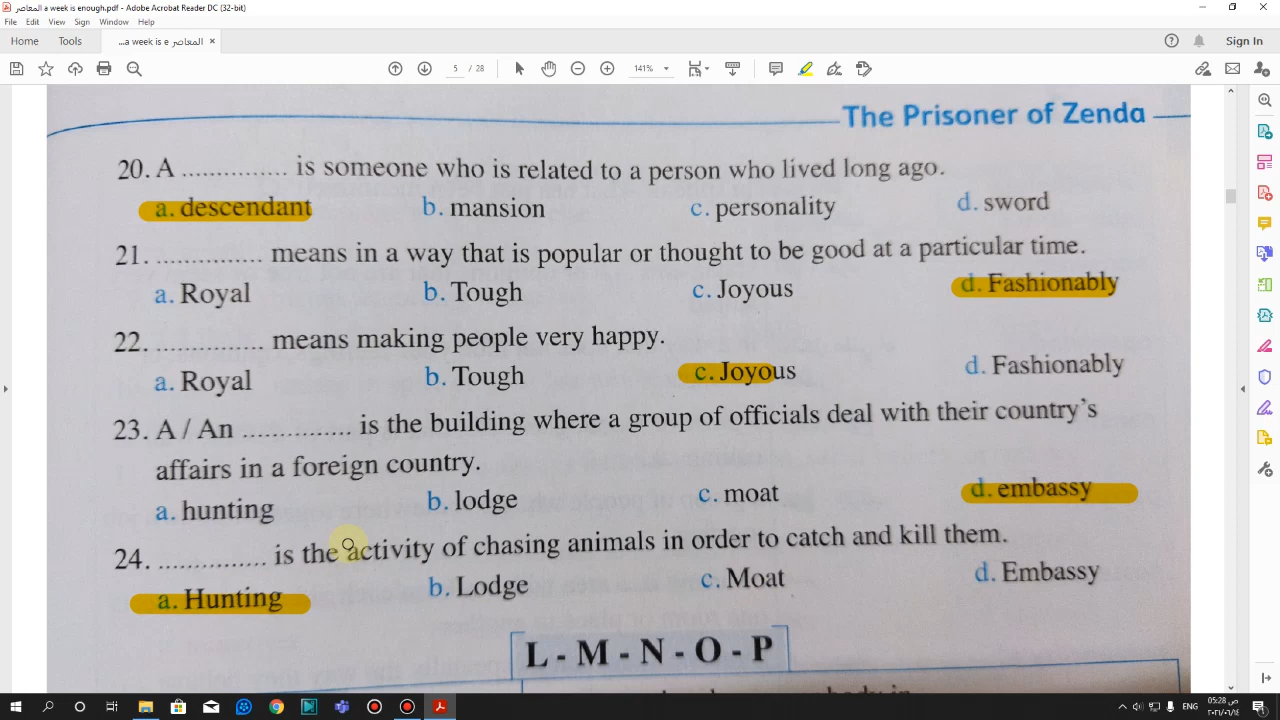 المعاصر a week is enough.pdf - Adobe Acrobat Reader DC (32-bit)
File Edit View Sign Window Help
Home Tools ...a week is e المعاصر × Sign In
5 / 28 141%
The Prisoner of Zenda
20. A ............... is someone who is related to a person who lived long ago.
a. descendant b. mansion c. personality d. sword
21. ............... means in a way that is popular or thought to be good at a particular time.
a. Royal b. Tough c. Joyous d. Fashionably
22. ............... means making people very happy.
a. Royal b. Tough c. Joyous d. Fashionably
23. A / An ............... is the building where a group of officials deal with their country's
affairs in a foreign country.
a. hunting b. lodge c. moat d. embassy
24. ............... is the activity of chasing animals in order to catch and kill them.
a. Hunting b. Lodge c. Moat d. Embassy
L - M - N - O - P
ENG 05:28 ص
٢٠٢١/٠٦/٠٤